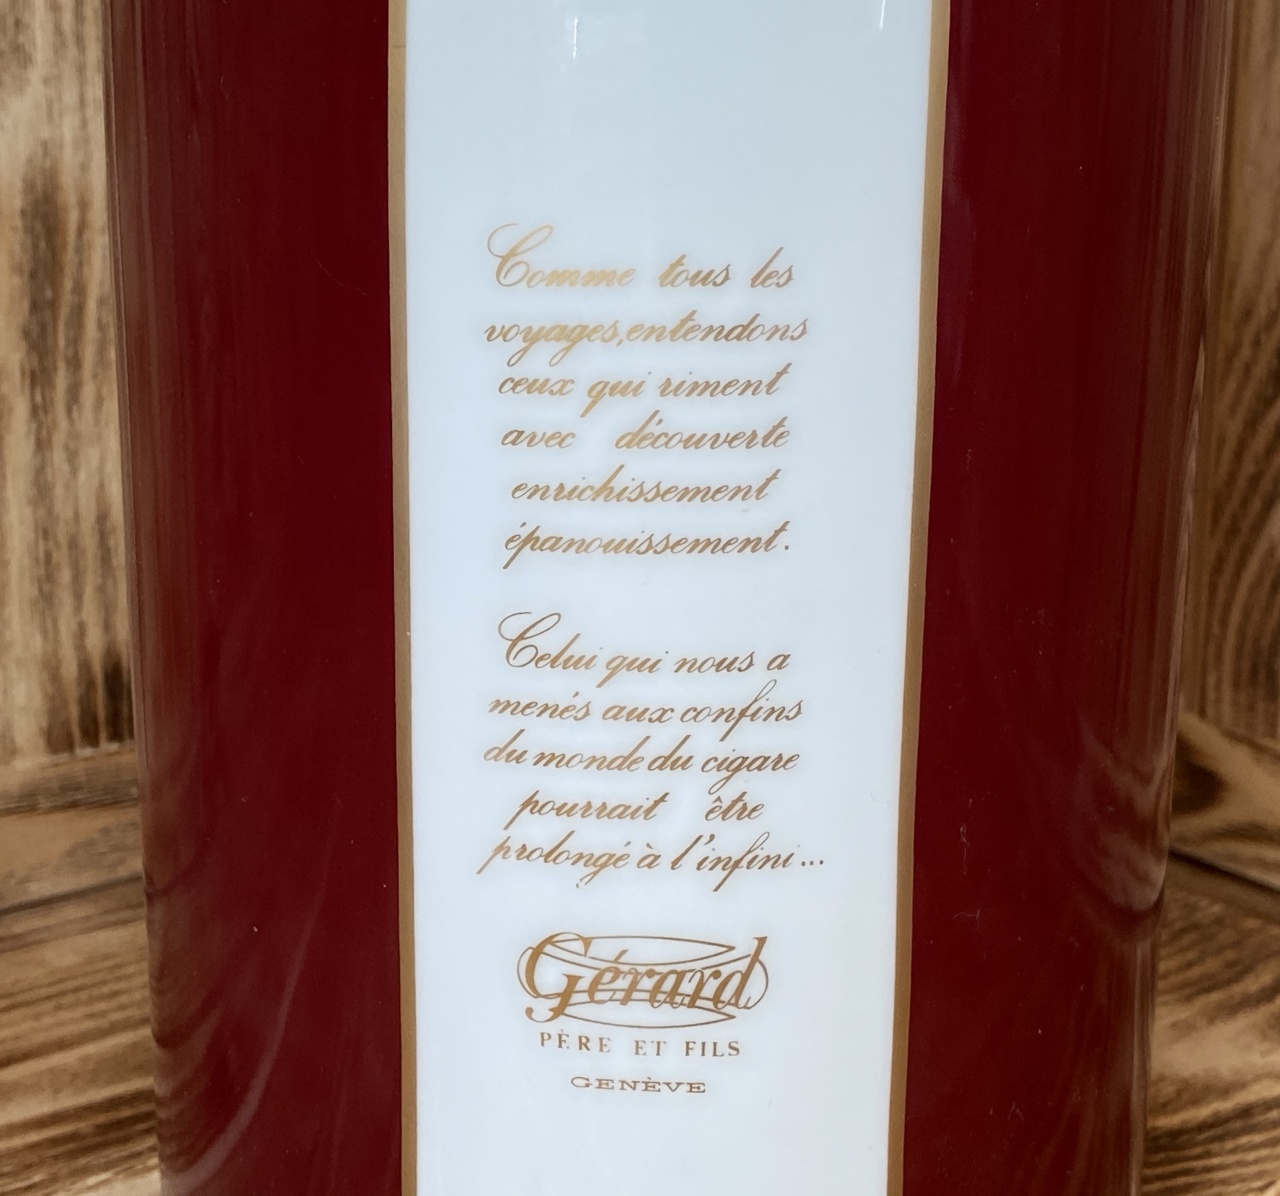 Comme tous les
voyages,entendons
ceux qui riment
avec découverte
enrichissement
épanouissement.
Celui qui nous a
menés aux confins
du monde du cigare
pourrait être
prolongé à l'infini...
Gérard
PÈRE ET FILS
GENÈVE